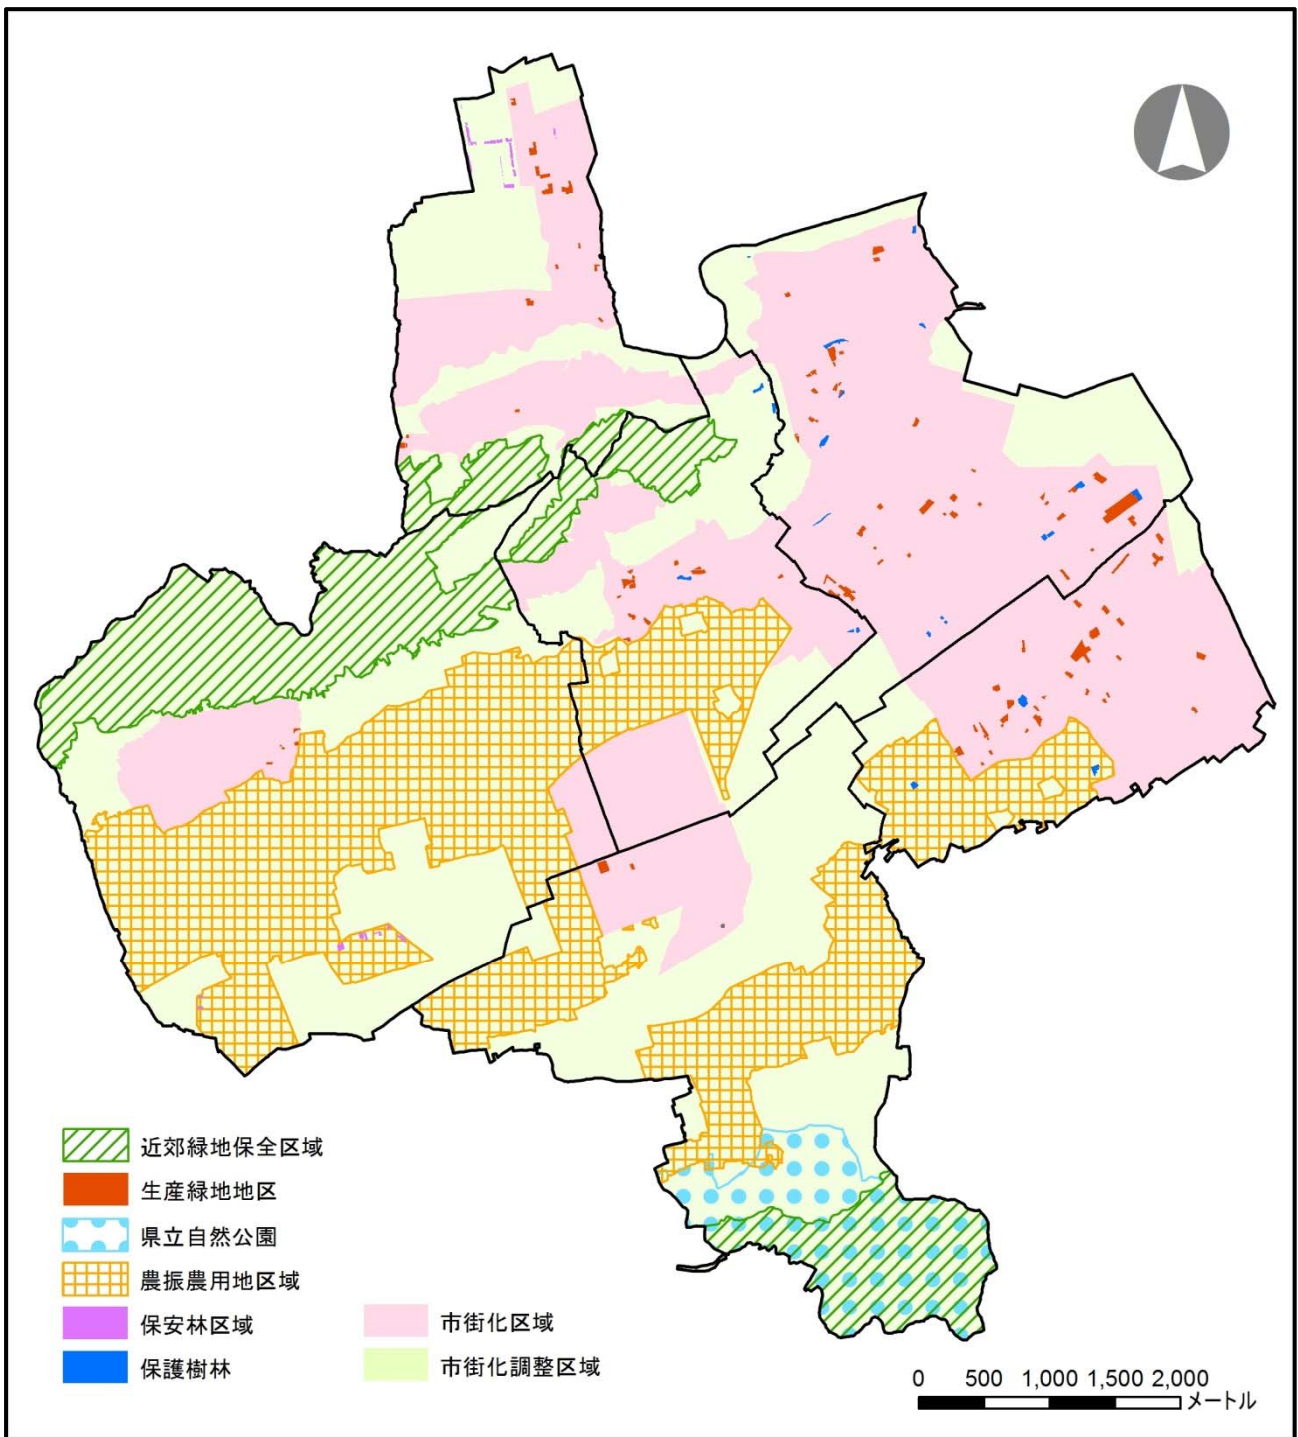 近郊緑地保全区域
生産緑地地区
県立自然公園
農振農用地区域
保安林区域
保護樹林
市街化区域
市街化調整区域
0 500 1,000 1,500 2,000
メートル